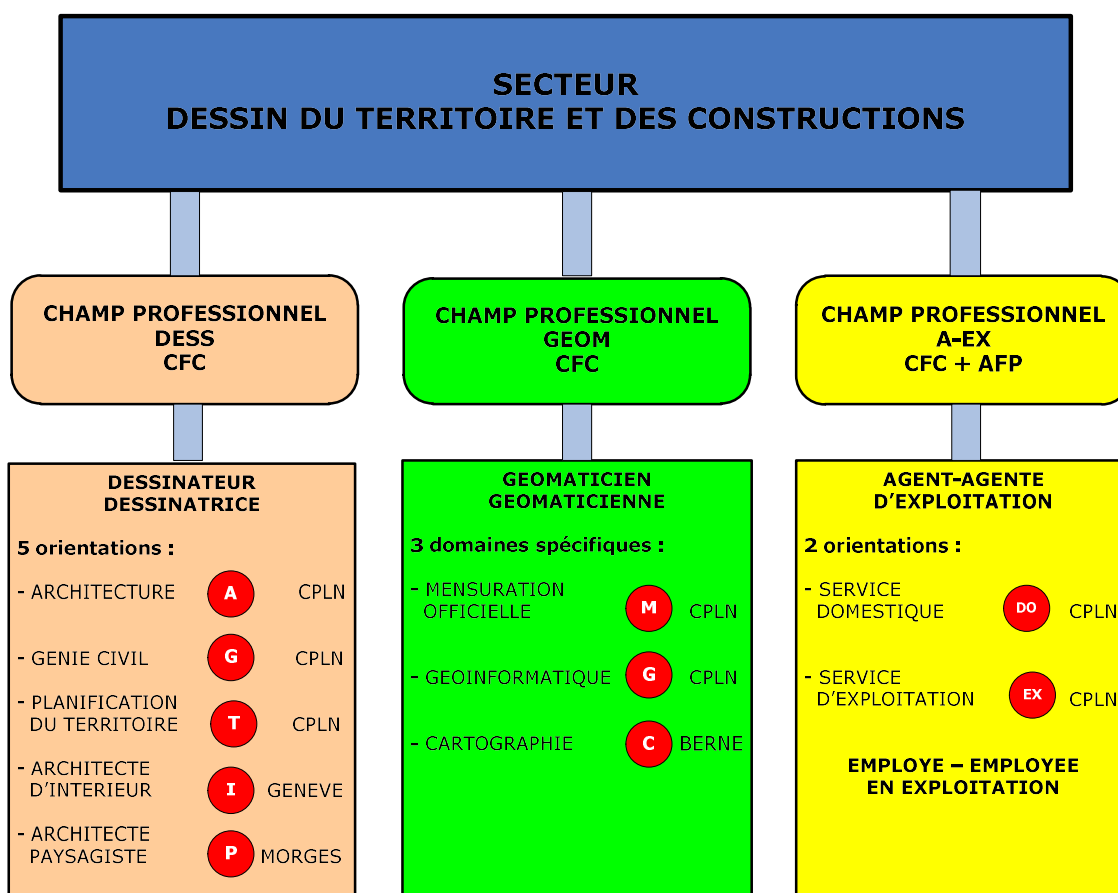 SECTEUR
DESSIN DU TERRITOIRE ET DES CONSTRUCTIONS
CHAMP PROFESSIONNEL
DESS
CFC
CHAMP PROFESSIONNEL
GEOM
CFC
CHAMP PROFESSIONNEL
A-EX
CFC + AFP
DESSINATEUR
DESSINATRICE
5 orientations :
- ARCHITECTURE A CPLN
- GENIE CIVIL G CPLN
- PLANIFICATION
DU TERRITOIRE T CPLN
- ARCHITECTE
D'INTERIEUR I GENEVE
- ARCHITECTE
PAYSAGISTE P MORGES
GEOMATICIEN
GEOMATICIENNE
3 domaines spécifiques :
- MENSURATION
OFFICIELLE M CPLN
- GEOINFORMATIQUE G CPLN
- CARTOGRAPHIE C BERNE
AGENT-AGENTE
D'EXPLOITATION
2 orientations :
- SERVICE
DOMESTIQUE DO CPLN
- SERVICE
D'EXPLOITATION EX CPLN
EMPLOYE – EMPLOYEE
EN EXPLOITATION